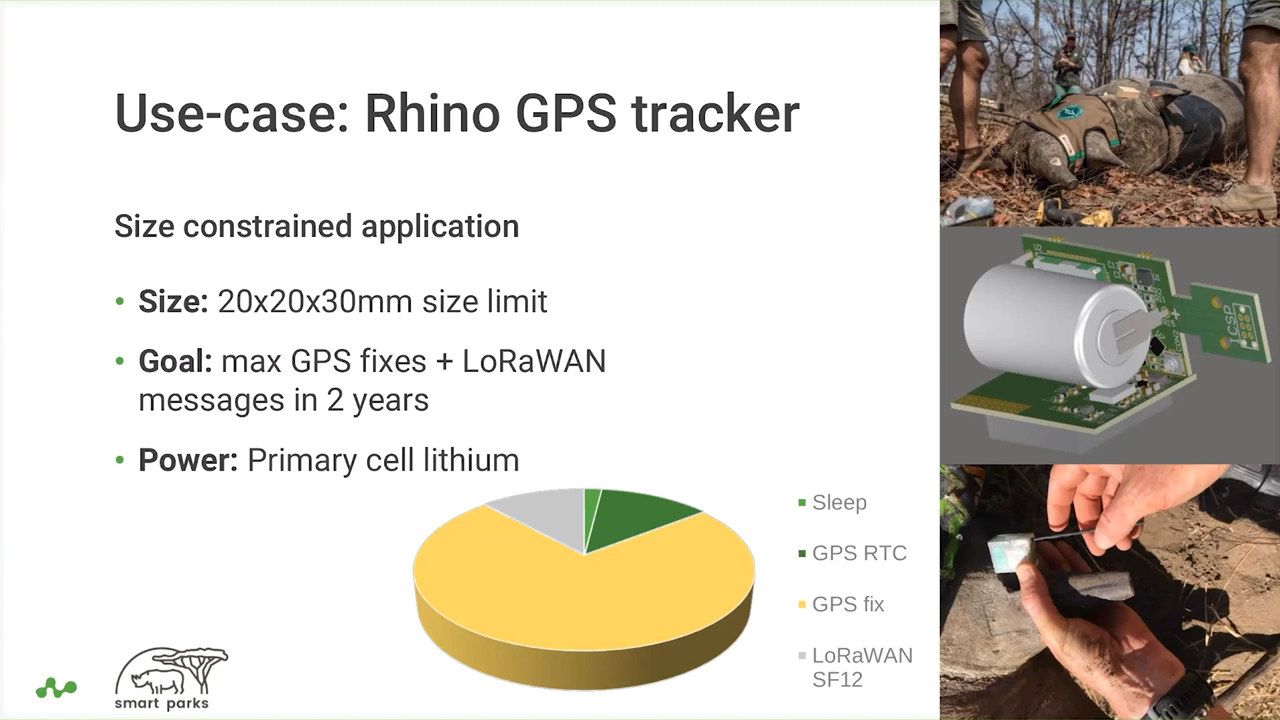 Use-case: Rhino GPS tracker
Size constrained application
• Size: 20x20x30mm size limit
• Goal: max GPS fixes + LoRaWAN
messages in 2 years
• Power: Primary cell lithium
Sleep
GPS RTC
GPS fix
LoRaWAN
SF12
smart parks
ICSP